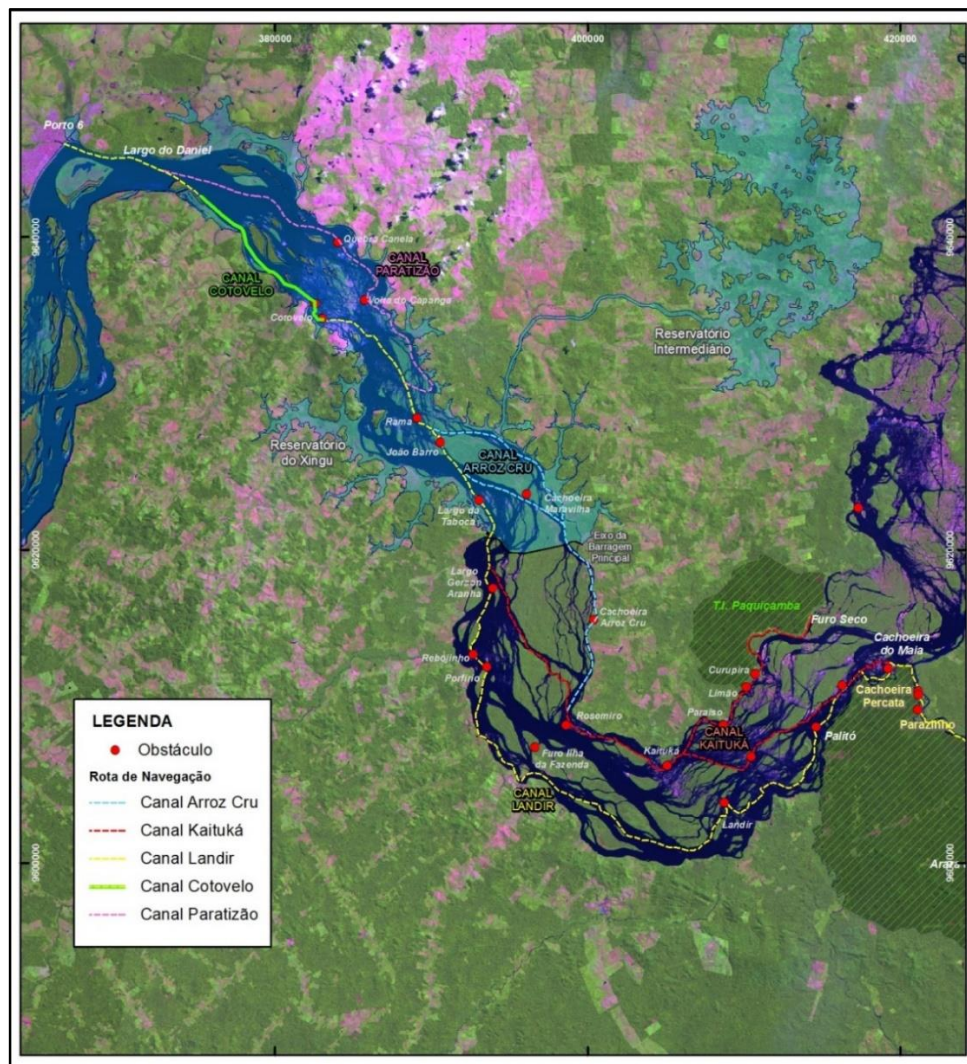 380000
400000
420000
Porto 6
Largo do Daniel
9640000
9640000
Quebra Canela
CANAL
PARATIZÃO
CANAL
COTOVELO
Volta do Capanga
Cotovelo
Reservatório
Intermediário
Rama
Reservatório
do Xingu
João Barro
CANAL
ARROZ CRU
Cachoeira
Maravilha
Largo da
Taboca
9620000
9620000
Eixo da
Barragem
Principal
Largo
Gerzon
Aranha
T.I. Paquiçamba
Cachoeira
Arroz Cru
Furo Seco
Cachoeira
do Maia
Rebójinho
Porfírio
Curupira
Limão
Cachoeira
Percata
Parazinho
Rosemiro
Paraíso
CANAL
KAITUKÁ
Palitó
Kaituká
Furo Ilha
da Fazenda
CANAL
LANDIR
Landir
9600000
LEGENDA
Obstáculo
Rota de Navegação
Canal Arroz Cru
Canal Kaituká
Canal Landir
Canal Cotovelo
Canal Paratizão